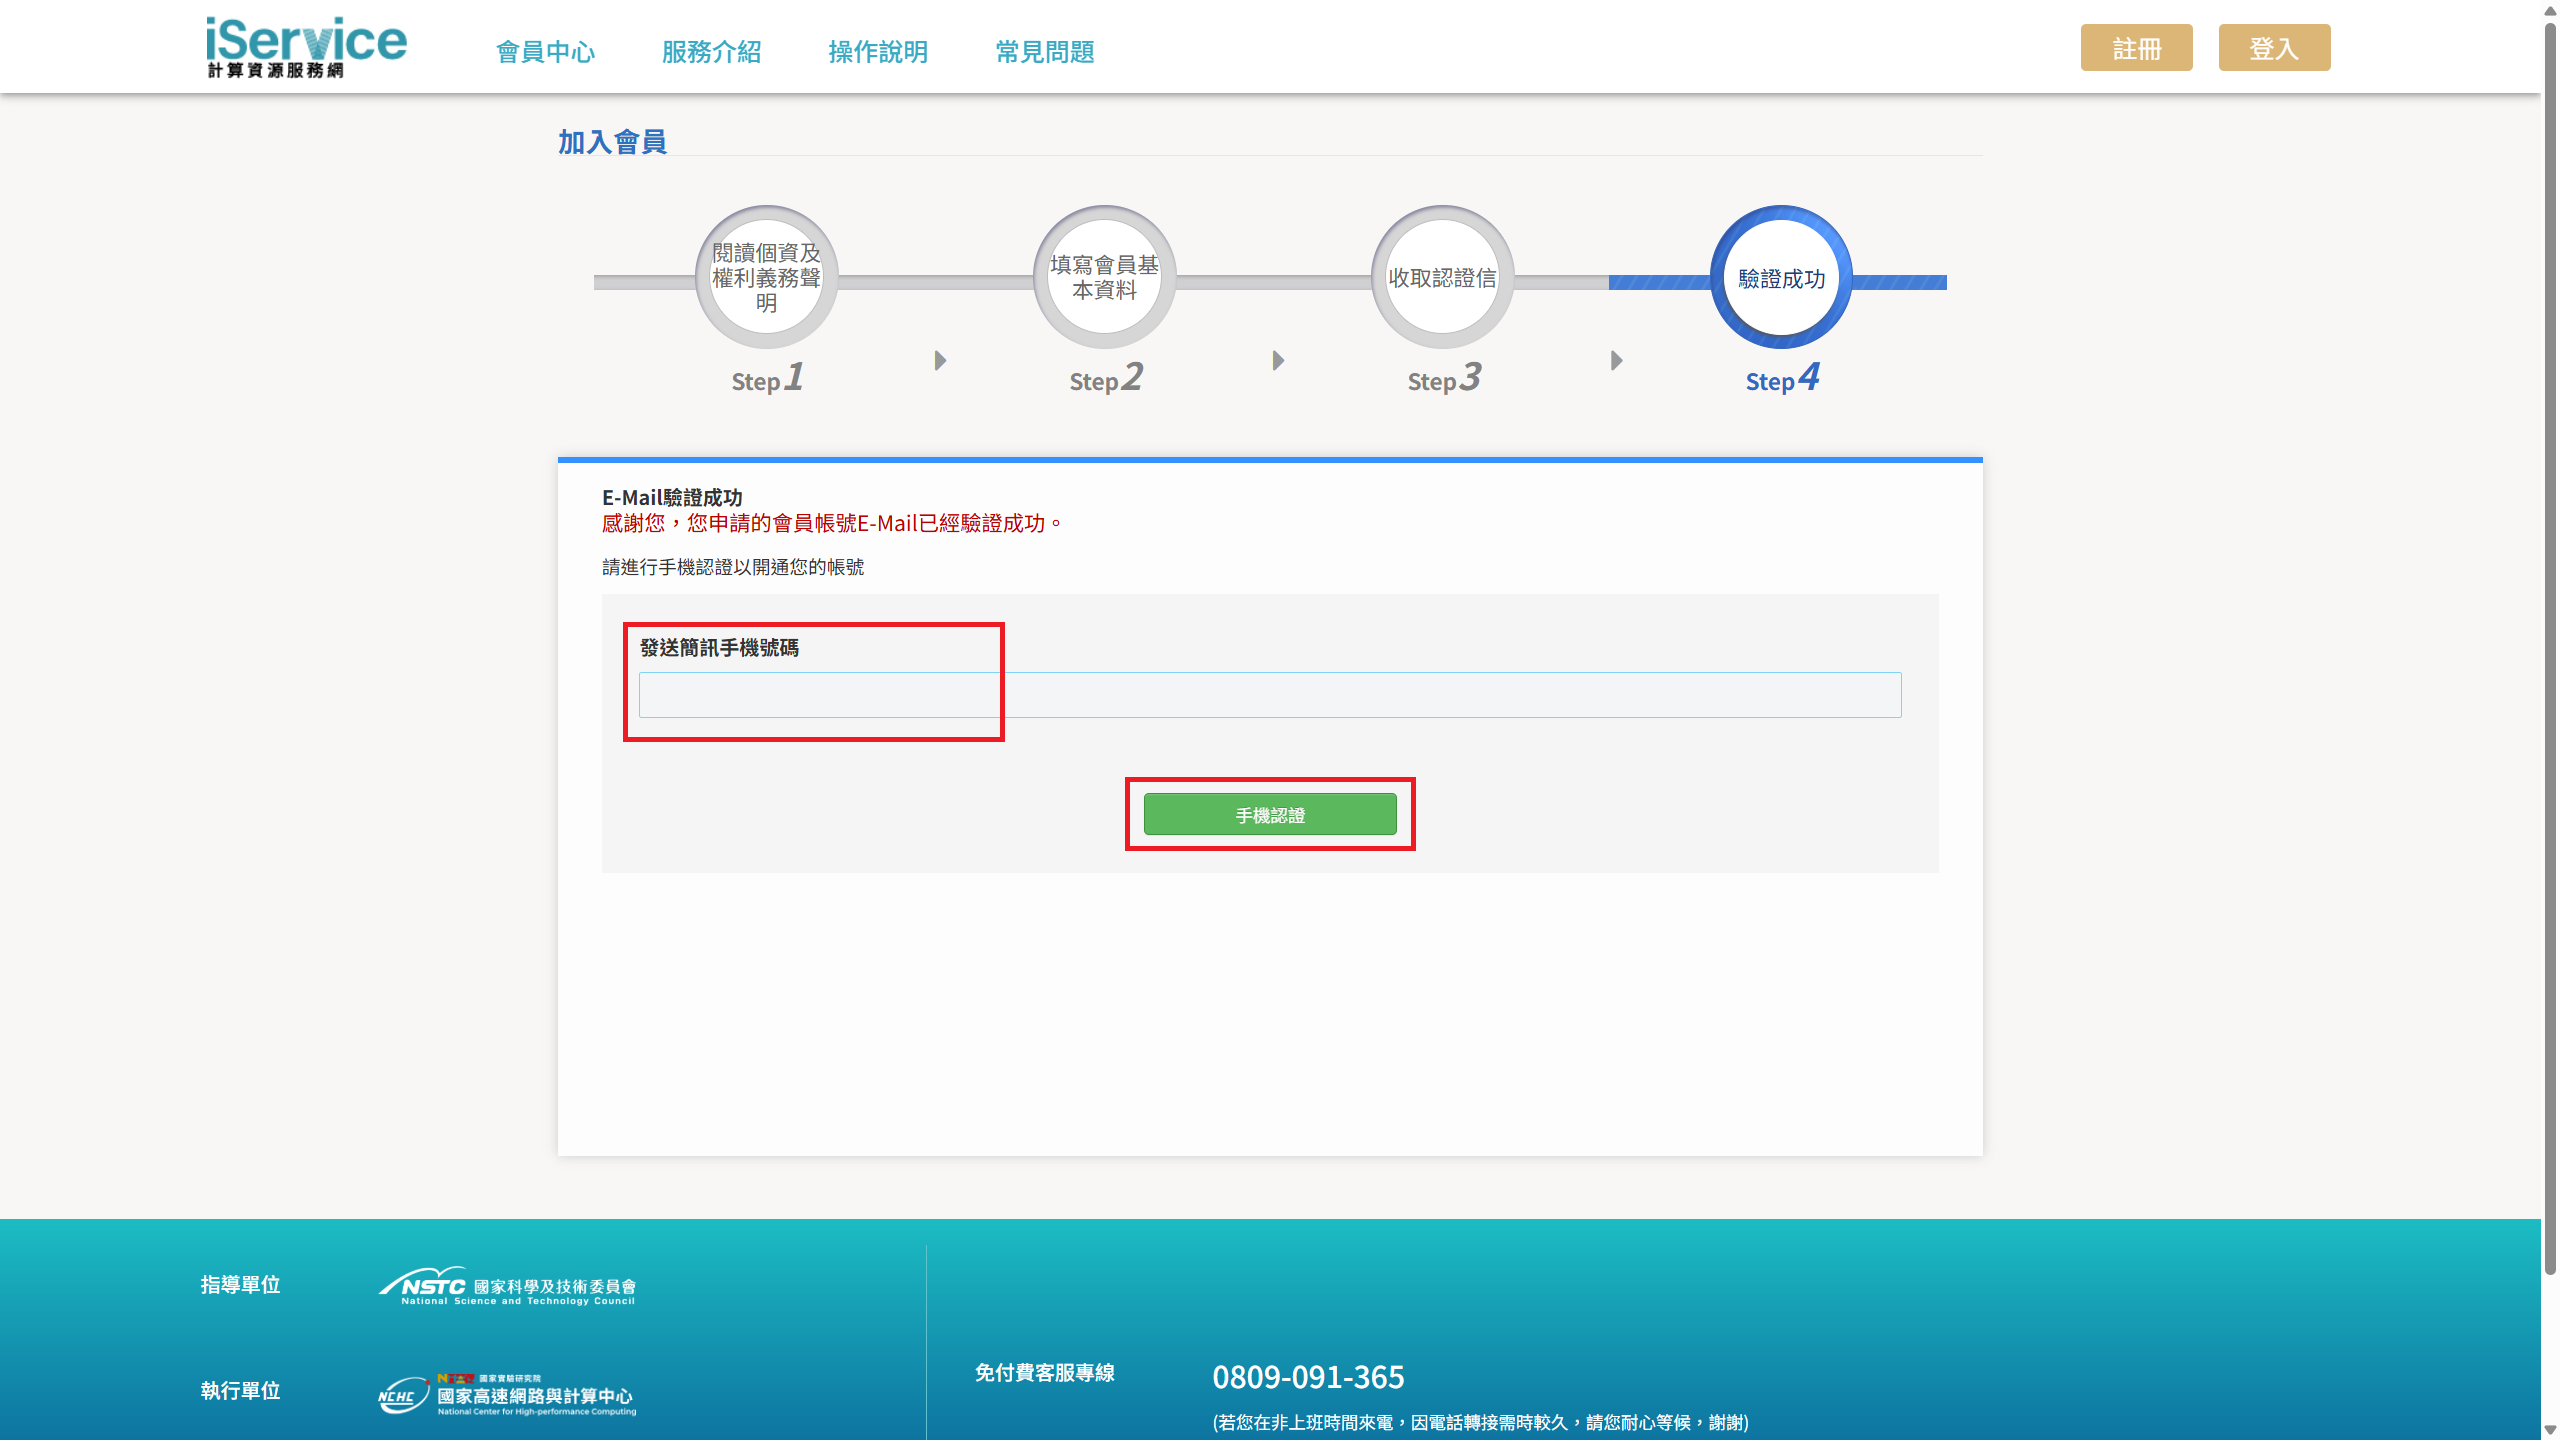 iService
計算資源服務網
會員中心
服務介紹
操作說明
常見問題
註冊
登入
加入會員
閱讀個資及
權利義務聲
明
Step 1
填寫會員基
本資料
Step 2
收取認證信
Step 3
驗證成功
Step 4
E-Mail驗證成功
感謝您，您申請的會員帳號E-Mail已經驗證成功。
請進行手機認證以開通您的帳號
發送簡訊手機號碼
手機認證
指導單位
NSTC 國家科學及技術委員會
National Science and Technology Council
執行單位
NCHC
NIAR 國家實驗研究院
國家高速網路與計算中心
National Center for High-performance Computing
免付費客服專線
0809-091-365
(若您在非上班時間來電，因電話轉接需時較久，請您耐心等候，謝謝)